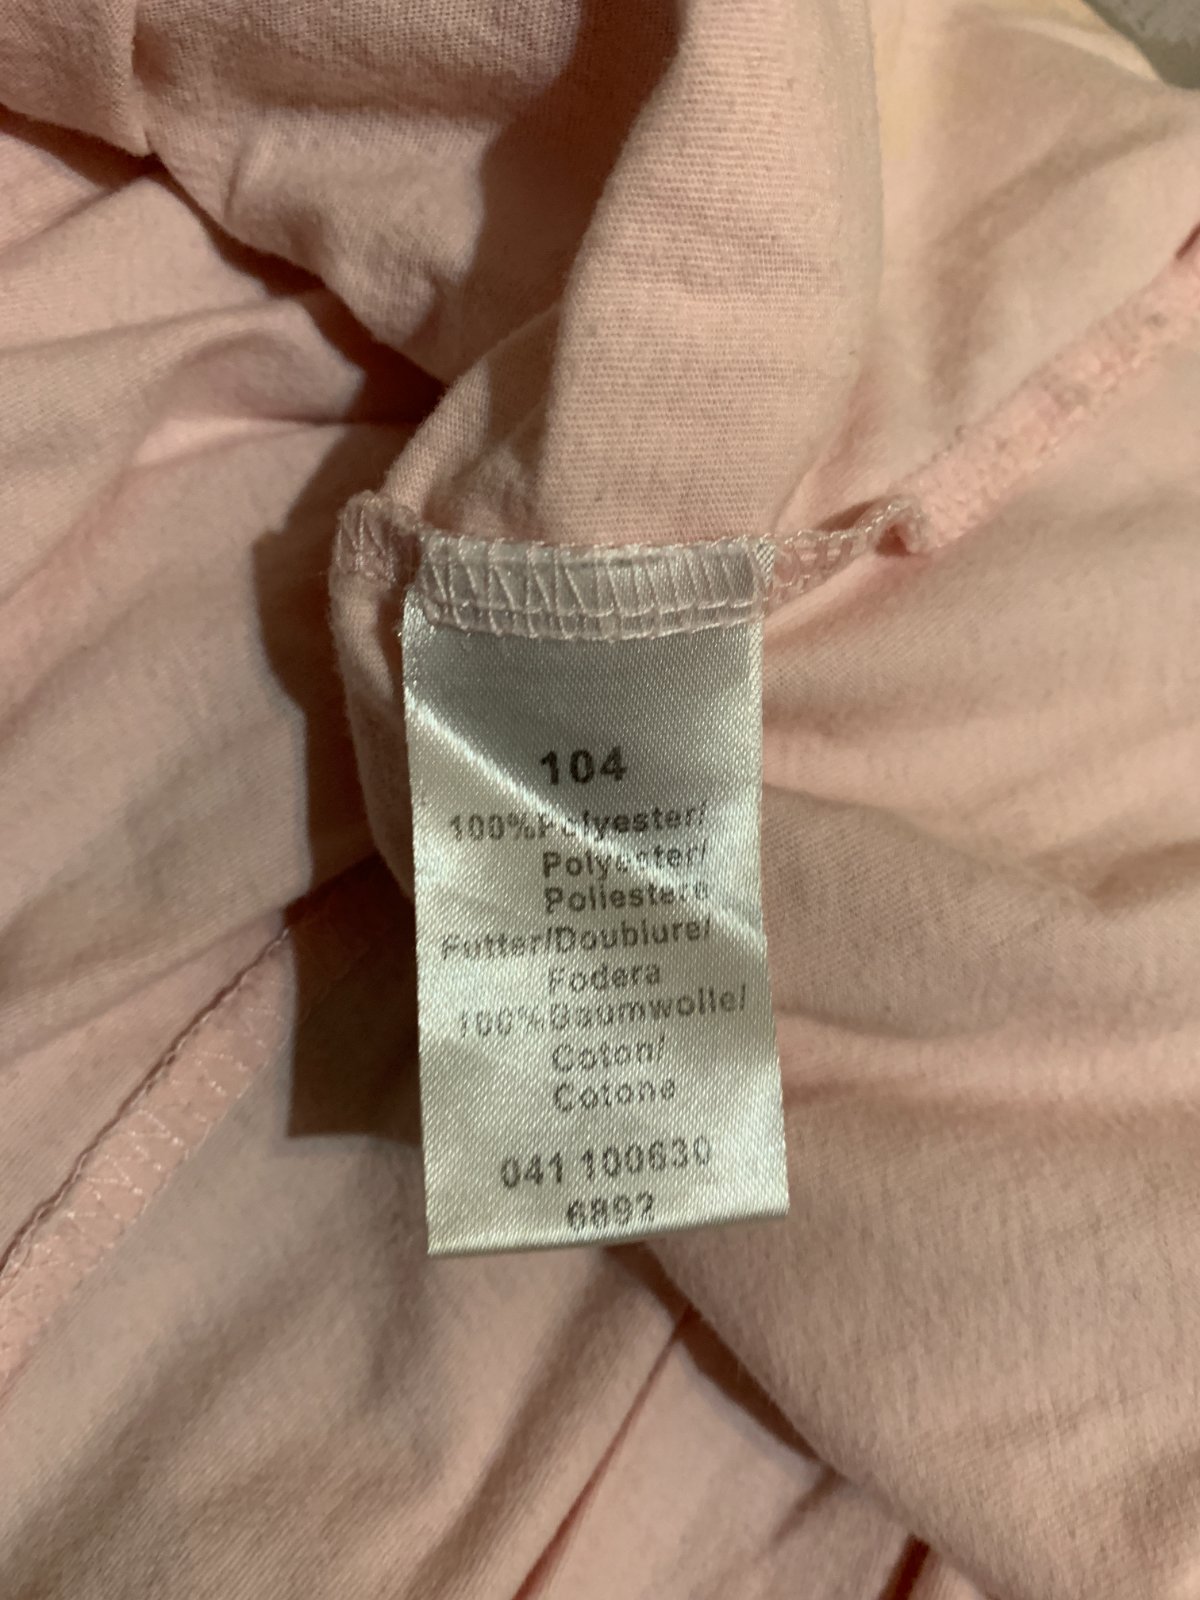 104
100%Polyester/
Polyester/
Poliestere
Futter/Doublure/
Fodera
100%Baumwolle/
Coton/
Cotone
041 100630
6892